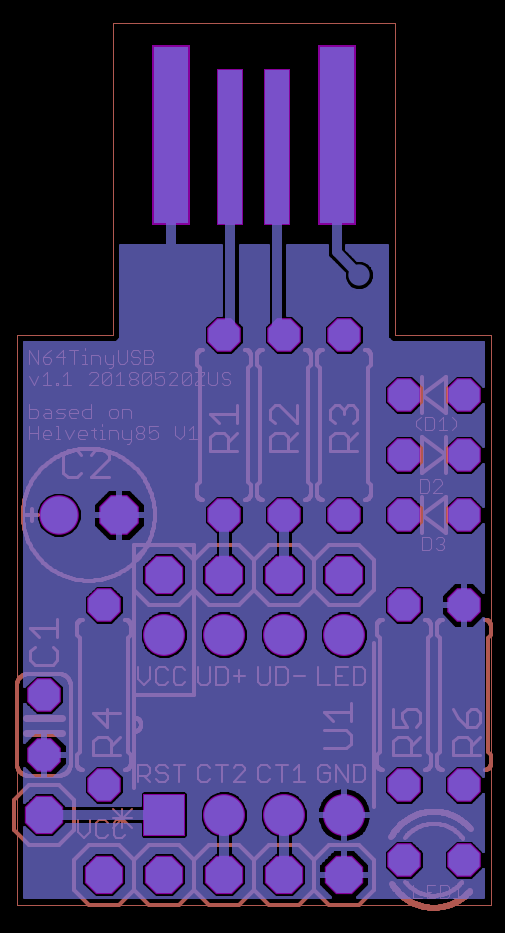 N64TinyUSB
v1.1 20180520ZUS
based on
Helvetiny85 V1
R1
R2
R3
(D1)
D2
D3
C2
+
C1
R4
VCC UD+ UD- LED
U1
R5
R6
RST CT2 CT1 GND
VCC
LED1